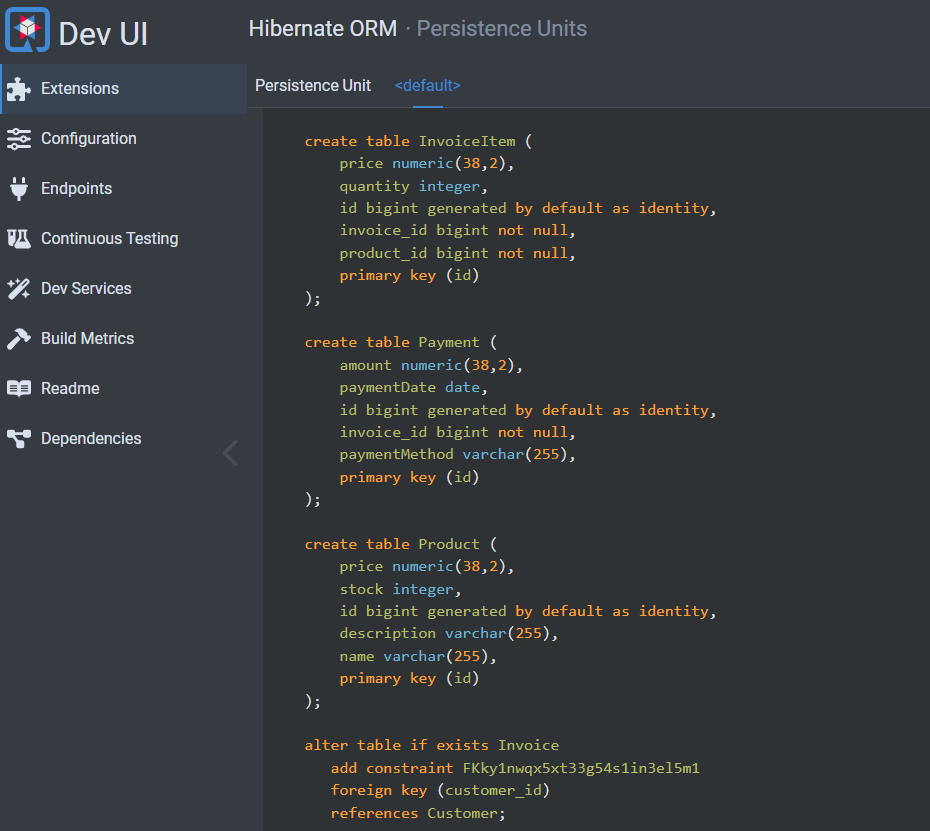 Dev UI
Hibernate ORM · Persistence Units
Extensions
Configuration
Endpoints
Continuous Testing
Dev Services
Build Metrics
Readme
Dependencies
Persistence Unit <default>
create table InvoiceItem (
    price numeric(38,2),
    quantity integer,
    id bigint generated by default as identity,
    invoice_id bigint not null,
    product_id bigint not null,
    primary key (id)
);
create table Payment (
    amount numeric(38,2),
    paymentDate date,
    id bigint generated by default as identity,
    invoice_id bigint not null,
    paymentMethod varchar(255),
    primary key (id)
);
create table Product (
    price numeric(38,2),
    stock integer,
    id bigint generated by default as identity,
    description varchar(255),
    name varchar(255),
    primary key (id)
);
alter table if exists Invoice
   add constraint FKky1nwqx5xt33g54s1in3el5m1
   foreign key (customer_id)
   references Customer;